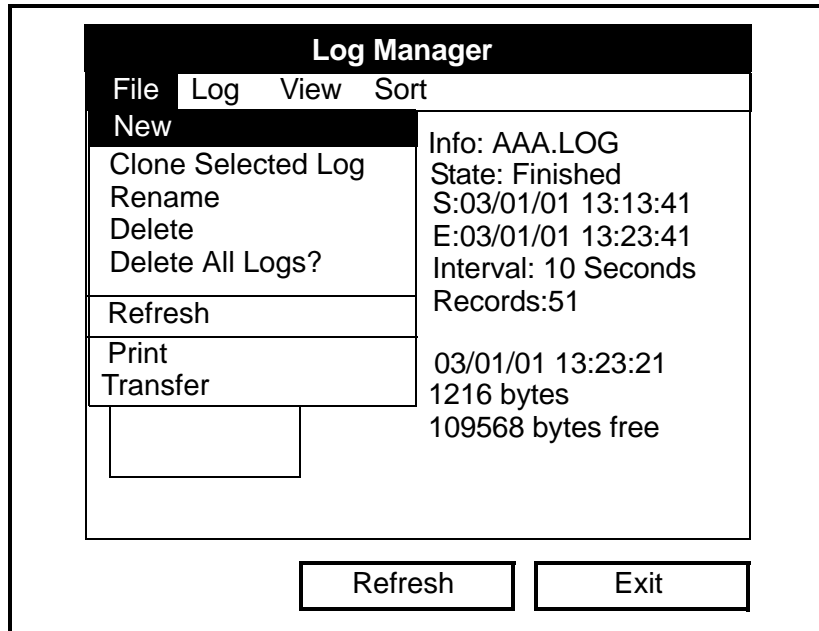 Log Manager
File Log View Sort
New
Clone Selected Log
Rename
Delete
Delete All Logs?
Refresh
Print
Transfer
Info: AAA.LOG
State: Finished
S:03/01/01 13:13:41
E:03/01/01 13:23:41
Interval: 10 Seconds
Records:51
03/01/01 13:23:21
1216 bytes
109568 bytes free
Refresh Exit